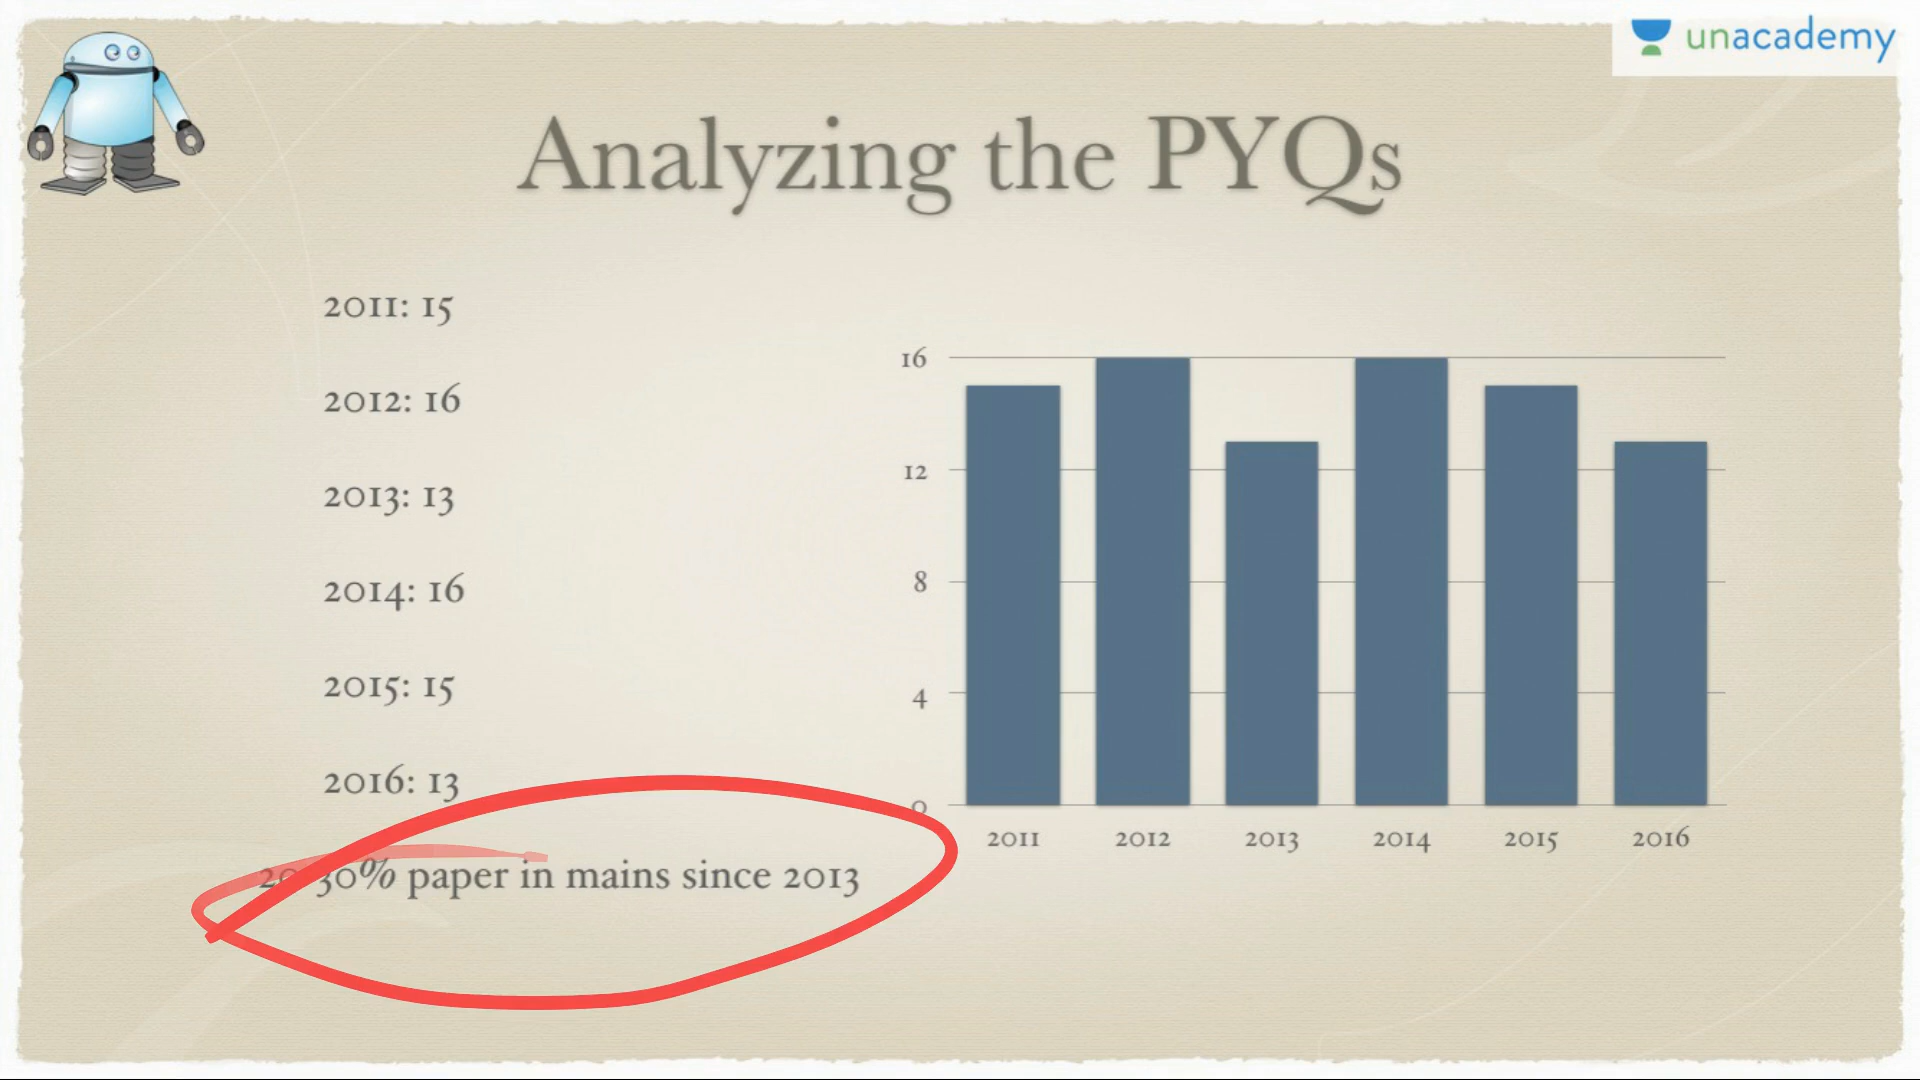 unacademy
Analyzing the PYQs
2011: 15
2012: 16
2013: 13
2014: 16
2015: 15
2016: 13
30% paper in mains since 2013
16
12
8
4
0
2011 2012 2013 2014 2015 2016